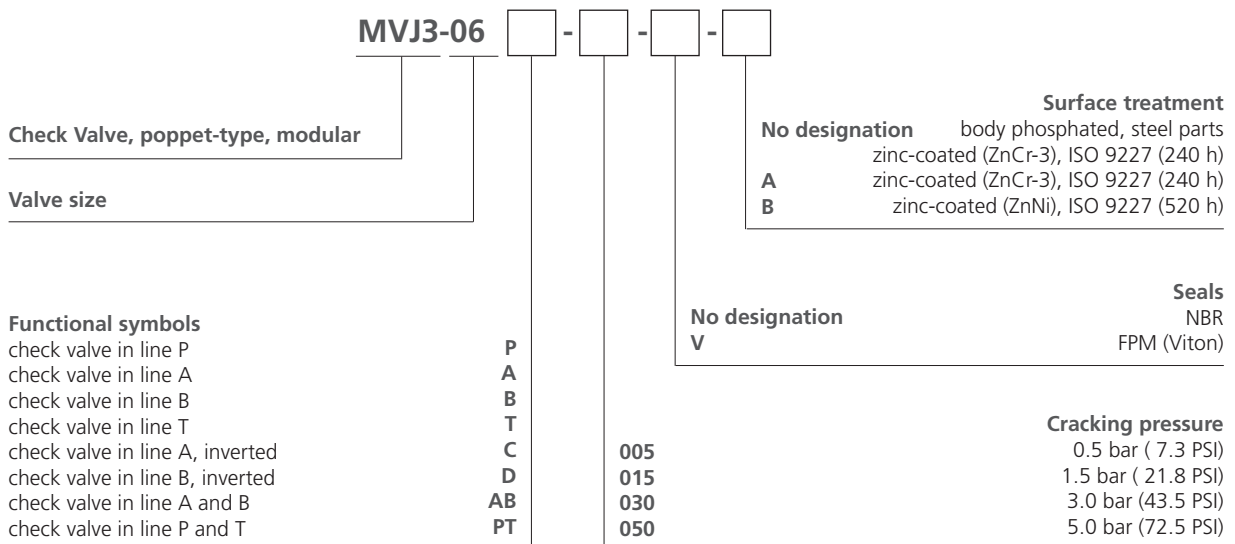 MVJ3-06 - - -
Check Valve, poppet-type, modular
Valve size
Surface treatment
No designation body phosphated, steel parts
zinc-coated (ZnCr-3), ISO 9227 (240 h)
A zinc-coated (ZnCr-3), ISO 9227 (240 h)
B zinc-coated (ZnNi), ISO 9227 (520 h)
Seals
No designation NBR
V FPM (Viton)
Functional symbols
check valve in line P P
check valve in line A A
check valve in line B B
check valve in line T T
check valve in line A, inverted C
check valve in line B, inverted D
check valve in line A and B AB
check valve in line P and T PT
Cracking pressure
005 0.5 bar ( 7.3 PSI)
015 1.5 bar ( 21.8 PSI)
030 3.0 bar (43.5 PSI)
050 5.0 bar (72.5 PSI)